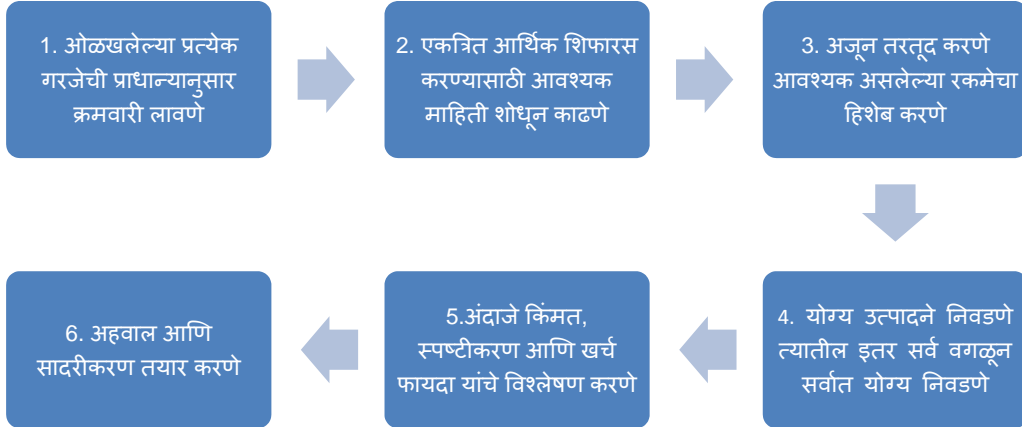 1. ओळखलेल्या प्रत्येक
गरजेची प्राधान्यानुसार
क्रमवारी लावणे
2. एकत्रित आर्थिक शिफारस
करण्यासाठी आवश्यक
माहिती शोधून काढणे
3. अजून तरतूद करणे
आवश्यक असलेल्या रकमेचा
हिशेब करणे
4. योग्य उत्पादने निवडणे
त्यातील इतर सर्व वगळून
सर्वात योग्य निवडणे
5.अंदाजे किंमत,
स्पष्टीकरण आणि खर्च
फायदा यांचे विश्लेषण करणे
6. अहवाल आणि
सादरीकरण तयार करणे